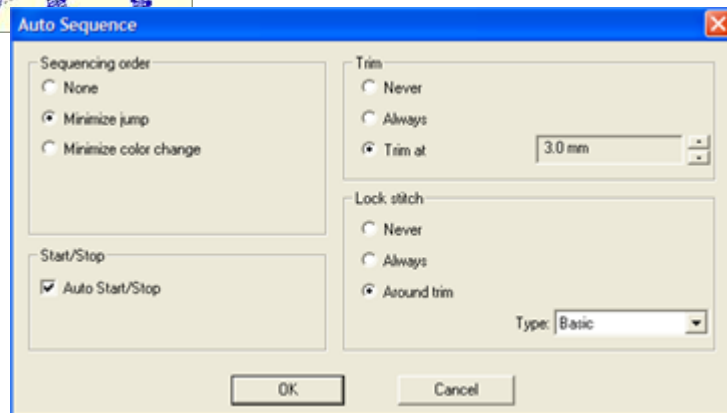 Auto Sequence
Sequencing order
None
Minimize jump
Minimize color change
Start/Stop
Auto Start/Stop
Trim
Never
Always
Trim at 3.0 mm
Lock stitch
Never
Always
Around trim
Type: Basic
OK Cancel